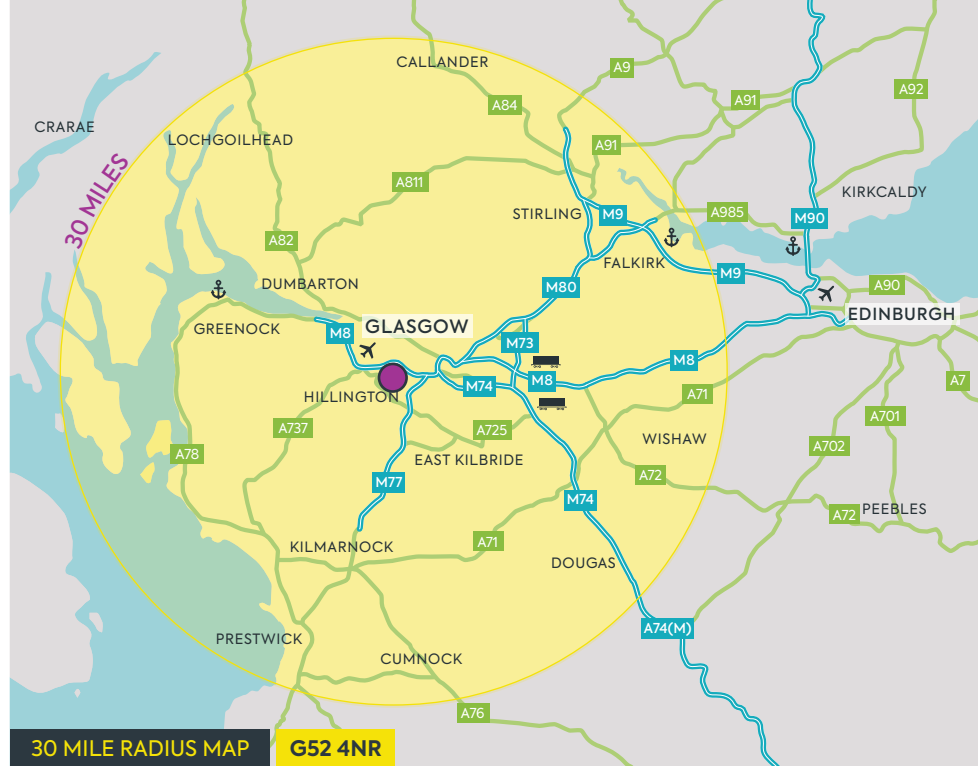 CALLANDER
A9
A84
A91
A92
CRARAE
LOCHGOILHEAD
A91
30 MILES
A811
KIRKCALDY
STIRLING
M9
A985
M90
A82
FALKIRK
M9
DUMBARTON
M80
A90
GREENOCK
M8
GLASGOW
EDINBURGH
M73
M8
M74
M8
A7
HILLINGTON
A71
A701
A737
A725
WISHAW
A702
A78
EAST KILBRIDE
M77
A72
M74
A72
PEEBLES
KILMARNOCK
A71
DOUGAS
PRESTWICK
A74(M)
CUMNOCK
A76
30 MILE RADIUS MAP
G52 4NR